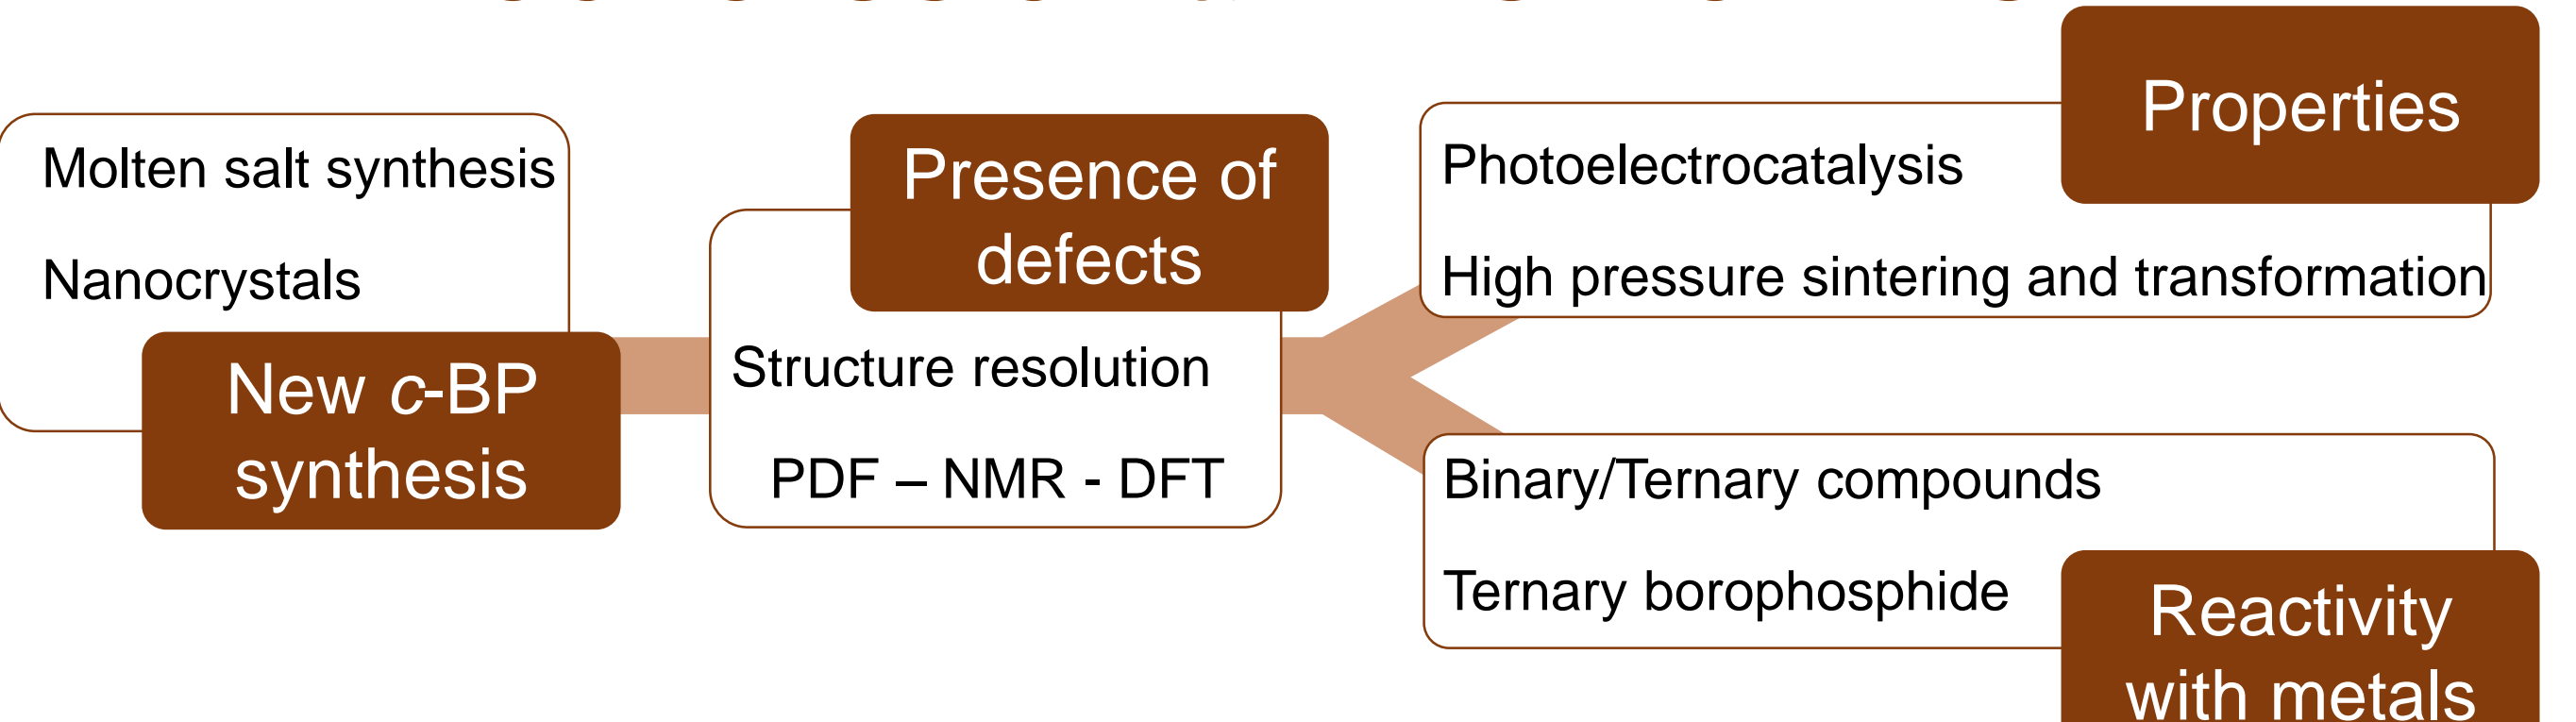 Molten salt synthesis
Nanocrystals
New c-BP
synthesis
Presence of
defects
Structure resolution
PDF – NMR - DFT
Properties
Photoelectrocatalysis
High pressure sintering and transformation
Binary/Ternary compounds
Ternary borophosphide
Reactivity
with metals